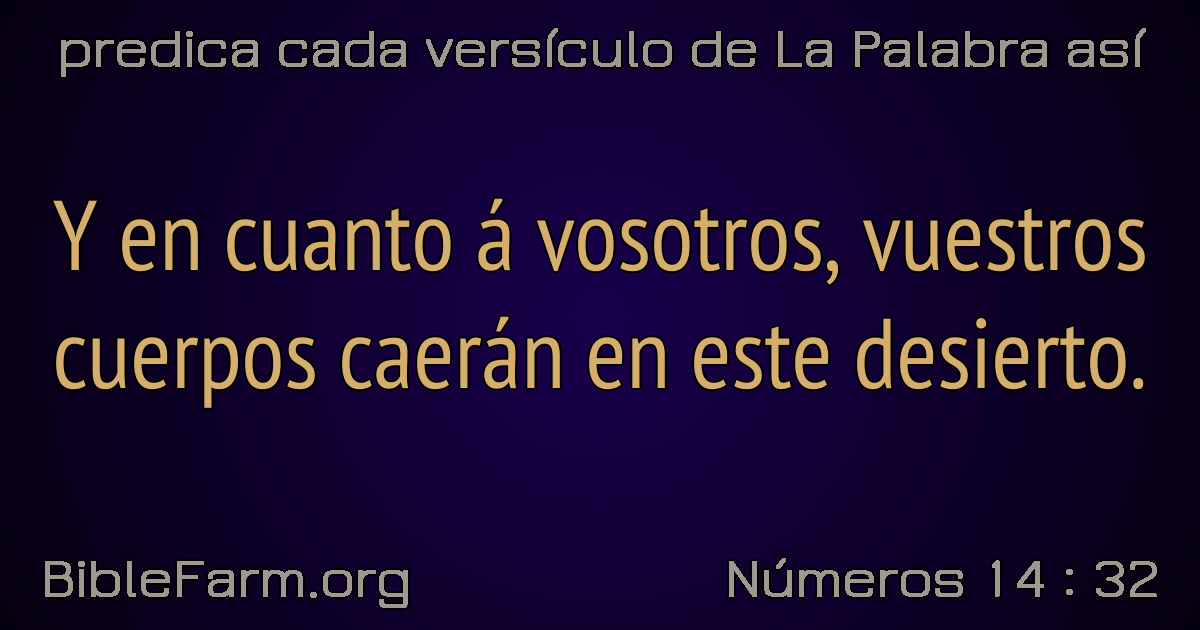 predica cada versículo de La Palabra así
Y en cuanto á vosotros, vuestros
cuerpos caerán en este desierto.
BibleFarm.org
Números 14 : 32